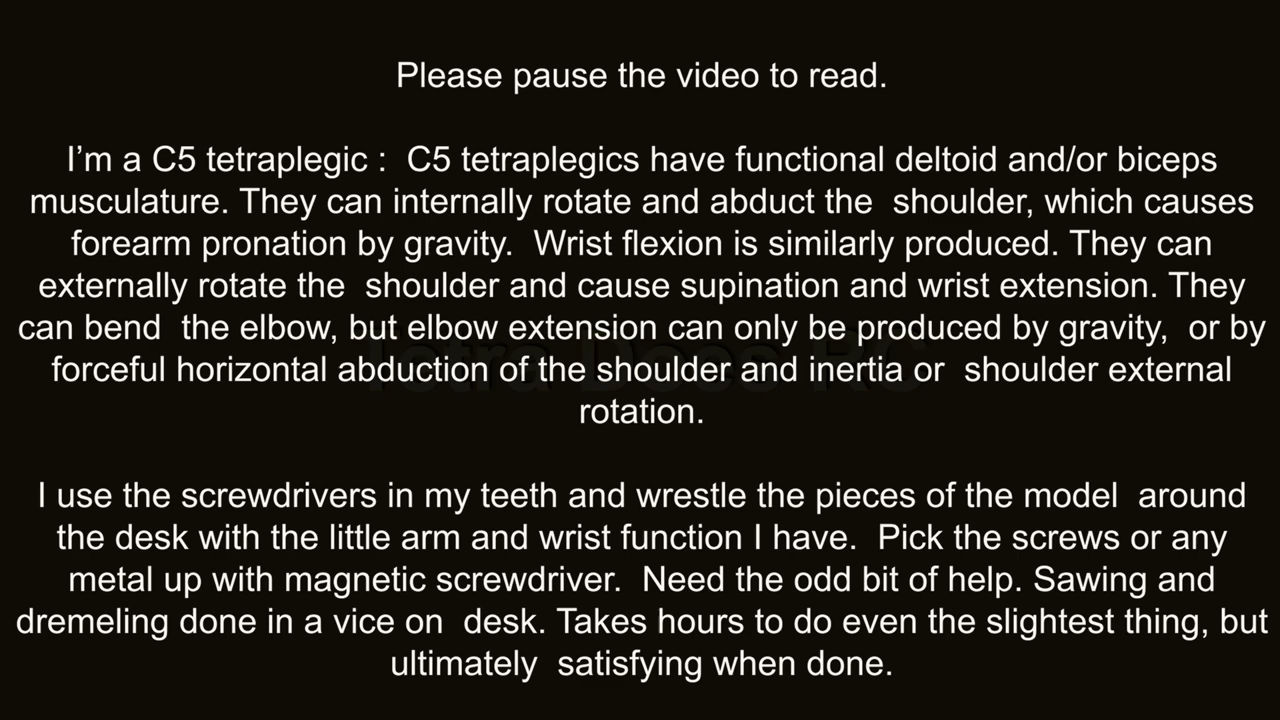 Please pause the video to read.
I’m a C5 tetraplegic :  C5 tetraplegics have functional deltoid and/or biceps
musculature. They can internally rotate and abduct the  shoulder, which causes
forearm pronation by gravity.  Wrist flexion is similarly produced. They can
externally rotate the  shoulder and cause supination and wrist extension. They
can bend  the elbow, but elbow extension can only be produced by gravity,  or by
forceful horizontal abduction of the shoulder and inertia or  shoulder external
rotation.
I use the screwdrivers in my teeth and wrestle the pieces of the model  around
the desk with the little arm and wrist function I have.  Pick the screws or any
metal up with magnetic screwdriver.  Need the odd bit of help. Sawing and
dremeling done in a vice on  desk. Takes hours to do even the slightest thing, but
ultimately  satisfying when done.
Tetra Does RC